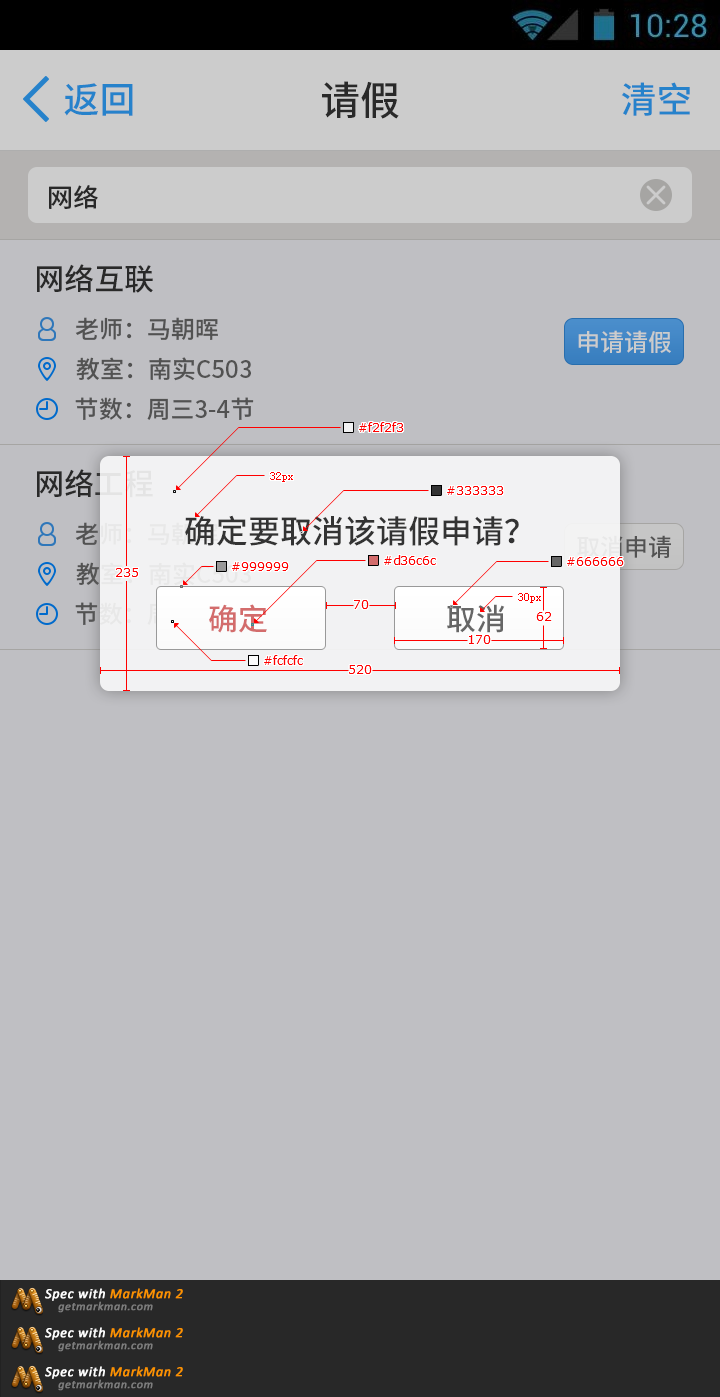 10:28
返回 请假 清空
网络
网络互联
老师：马朝晖
申请请假
教室：南实C503
节数：周三3-4节
#f2f2f3
网络工程
32px
#333333
确定要取消该请假申请？
老师：马
取消申请
#999999
#d36c6c
#666666
235
教室：南实C503
30px
70
62
确定
取消
节数：周
170
#fcfcfc
520
Spec with MarkMan 2
getmarkman.com
Spec with MarkMan 2
getmarkman.com
Spec with MarkMan 2
getmarkman.com